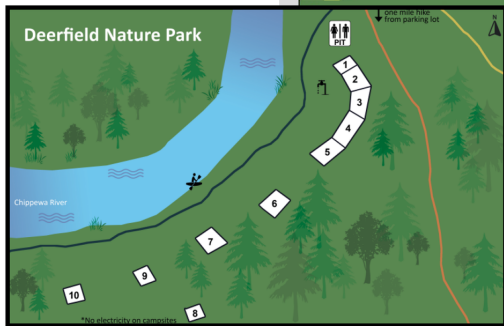 one mile hike
from parking lot
N
Deerfield Nature Park
PIT
1
2
3
4
5
6
7
Chippewa River
9
10
8
*No electricity on campsites